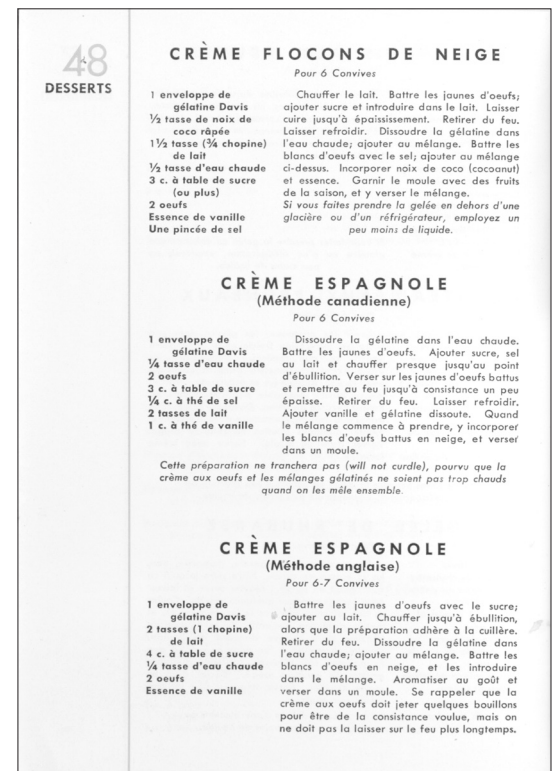 48
DESSERTS
CRÈME FLOCONS DE NEIGE
Pour 6 Convives
1 enveloppe de
gélatine Davis
½ tasse de noix de
coco râpée
1½ tasse (¾ chopine)
de lait
½ tasse d'eau chaude
3 c. à table de sucre
(ou plus)
2 oeufs
Essence de vanille
Une pincée de sel
Chauffer le lait. Battre les jaunes d'oeufs;
ajouter sucre et introduire dans le lait. Laisser
cuire jusqu'à épaississement. Retirer du feu.
Laisser refroidir. Dissoudre la gélatine dans
l'eau chaude; ajouter au mélange. Battre les
blancs d'oeufs avec le sel; ajouter au mélange
ci-dessus. Incorporer noix de coco (cocoanut)
et essence. Garnir le moule avec des fruits
de la saison, et y verser le mélange.
Si vous faites prendre la gelée en dehors d'une
glacière ou d'un réfrigérateur, employez un
peu moins de liquide.
CRÈME ESPAGNOLE
(Méthode canadienne)
Pour 6 Convives
1 enveloppe de
gélatine Davis
¼ tasse d'eau chaude
2 oeufs
3 c. à table de sucre
¼ c. à thé de sel
2 tasses de lait
1 c. à thé de vanille
Dissoudre la gélatine dans l'eau chaude.
Battre les jaunes d'oeufs. Ajouter sucre, sel
au lait et chauffer presque jusqu'au point
d'ébullition. Verser sur les jaunes d'oeufs battus
et remettre au feu jusqu'à consistance un peu
épaisse. Retirer du feu. Laisser refroidir.
Ajouter vanille et gélatine dissoute. Quand
le mélange commence à prendre, y incorporer
les blancs d'oeufs battus en neige, et verser
dans un moule.
Cette préparation ne tranchera pas (will not curdle), pourvu que la
crème aux oeufs et les mélanges gélatinés ne soient pas trop chauds
quand on les mêle ensemble.
CRÈME ESPAGNOLE
(Méthode anglaise)
Pour 6-7 Convives
1 enveloppe de
gélatine Davis
2 tasses (1 chopine)
de lait
4 c. à table de sucre
¼ tasse d'eau chaude
2 oeufs
Essence de vanille
Battre les jaunes d'oeufs avec le sucre;
ajouter au lait. Chauffer jusqu'à ébullition,
alors que la préparation adhère à la cuillère.
Retirer du feu. Dissoudre la gélatine dans
l'eau chaude; ajouter au mélange. Battre les
blancs d'oeufs en neige, et les introduire
dans le mélange. Aromatiser au goût et
verser dans un moule. Se rappeler que la
crème aux oeufs doit jeter quelques bouillons
pour être de la consistance voulue, mais on
ne doit pas la laisser sur le feu plus longtemps.